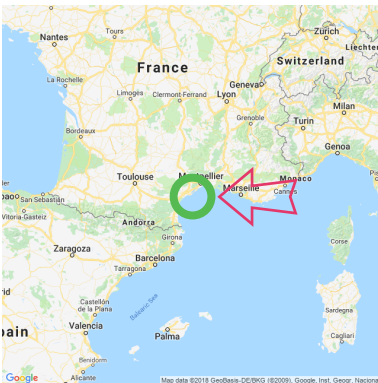 Nantes
Tours
Zürich
Liechter
France
Switzerland
La Rochelle
Limoges
Clermont-Ferrand
Geneva
Lyon
Milan
Grenoble
Turin
Bordeaux
Genoa
Toulouse
Montpellier
Monaco
Marseille
Cannes
San Sebastián
Vitoria-Gasteiz
Andorra
Girona
Corse
Zaragoza
Barcelona
Tarragona
Balearic Sea
Castellón
de la Plana
Sardegna
Valencia
Palma
Cagliari
Benidorm
Alicante
Google
Map data ©2018 GeoBasis-DE/BKG (©2009), Google, Inst. Geogr. Naciona